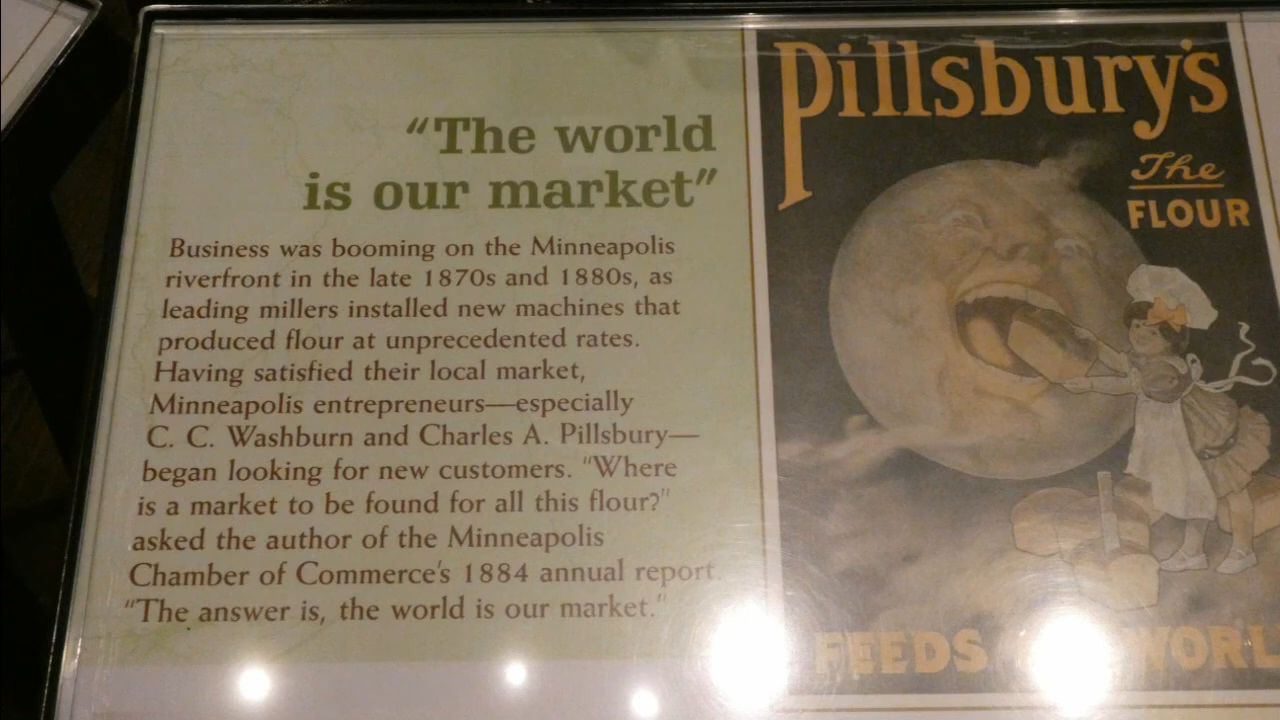 "The world
is our market"
Business was booming on the Minneapolis
riverfront in the late 1870s and 1880s, as
leading millers installed new machines that
produced flour at unprecedented rates.
Having satisfied their local market,
Minneapolis entrepreneurs—especially
C. C. Washburn and Charles A. Pillsbury—
began looking for new customers. "Where
is a market to be found for all this flour?"
asked the author of the Minneapolis
Chamber of Commerce's 1884 annual report.
"The answer is, the world is our market."
Pillsbury's
The
FLOUR
FEEDS